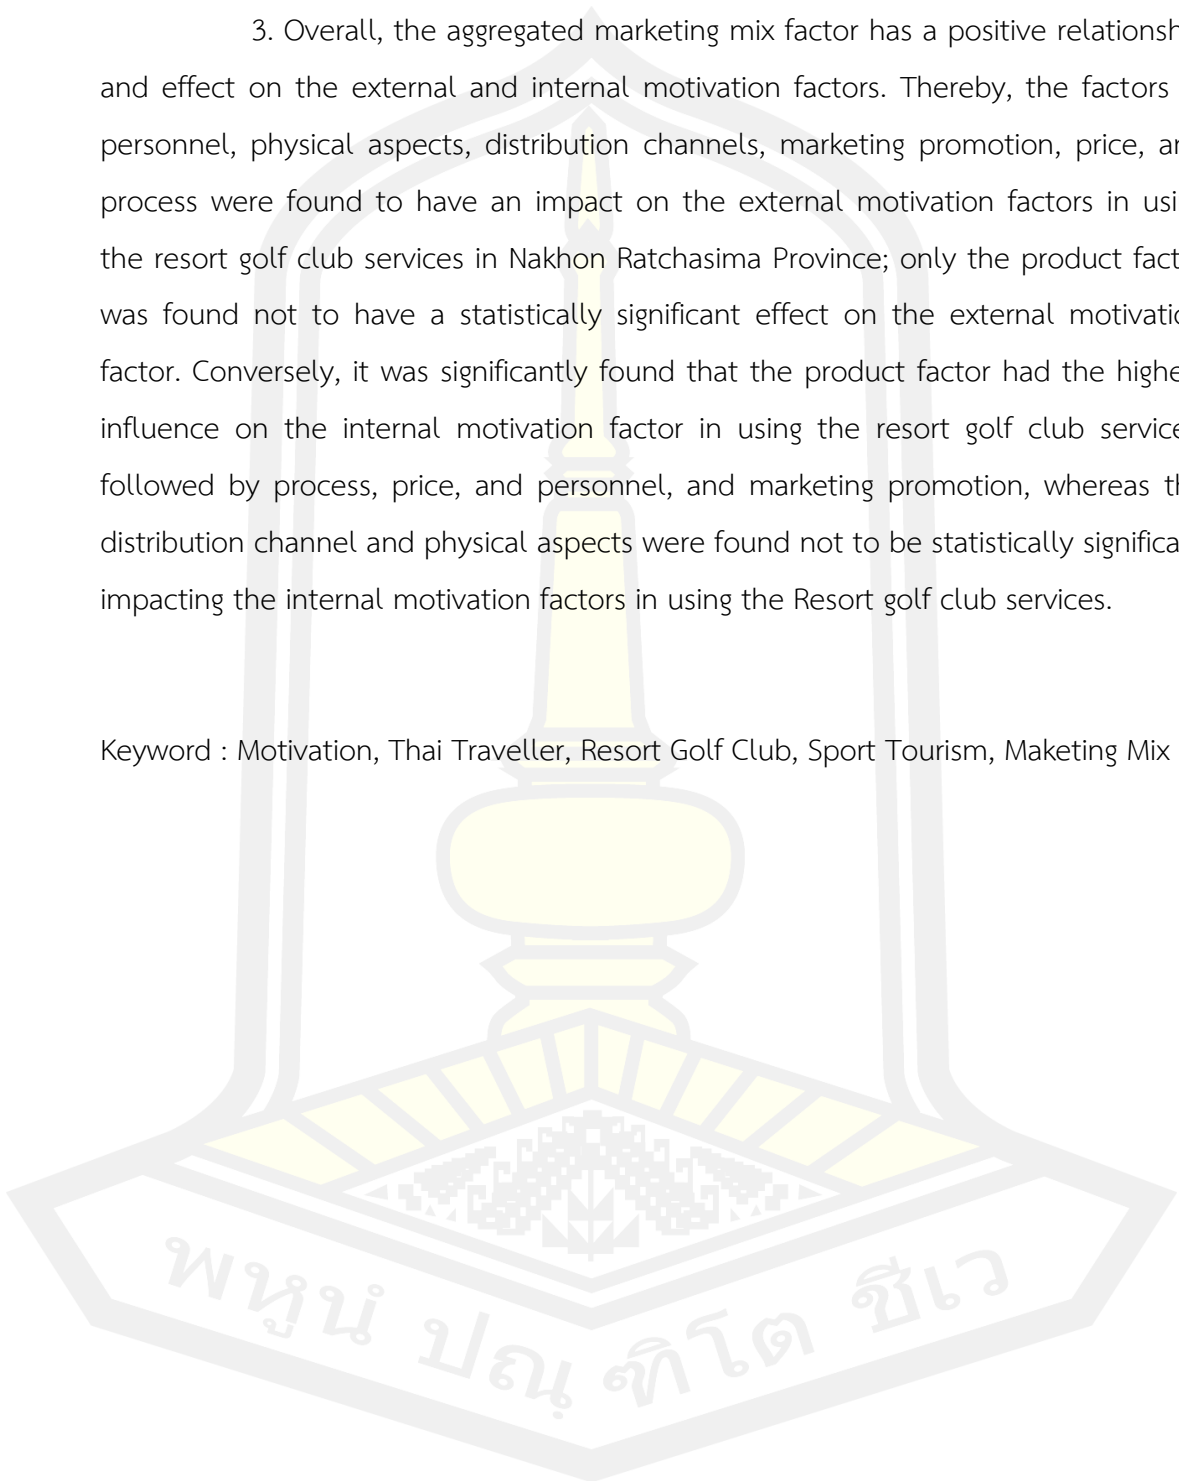 3. Overall, the aggregated marketing mix factor has a positive relationsh
and effect on the external and internal motivation factors. Thereby, the factors
personnel, physical aspects, distribution channels, marketing promotion, price, an
process were found to have an impact on the external motivation factors in usi
the resort golf club services in Nakhon Ratchasima Province; only the product fact
was found not to have a statistically significant effect on the external motivatio
factor. Conversely, it was significantly found that the product factor had the highe
influence on the internal motivation factor in using the resort golf club service
followed by process, price, and personnel, and marketing promotion, whereas th
distribution channel and physical aspects were found not to be statistically significa
impacting the internal motivation factors in using the Resort golf club services.
Keyword : Motivation, Thai Traveller, Resort Golf Club, Sport Tourism, Maketing Mix
พหูนํ ปณฺ ฑิโต ชีเว